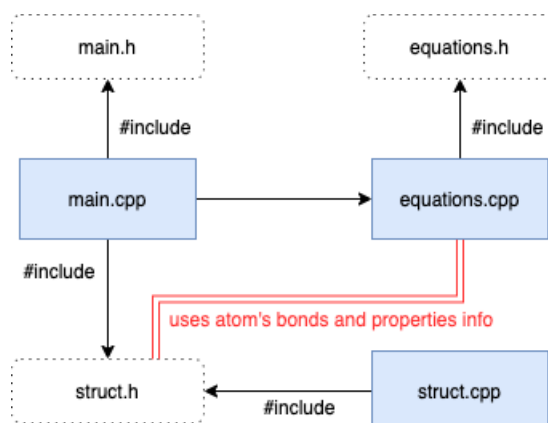 main.h
equations.h
#include
#include
main.cpp
equations.cpp
#include
uses atom's bonds and properties info
struct.h
struct.cpp
#include